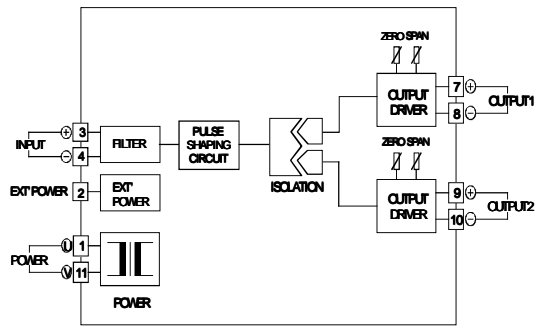 ZERO SPAN
7 +
OUTPUT1
OUTPUT
DRIVER
8 −
INPUT
+ 3
− 4
FILTER
PULSE
SHAPING
CIRCUIT
ISOLATION
ZERO SPAN
EXT' POWER
2
EXT'
POWER
OUTPUT
DRIVER
9 +
10 −
OUTPUT2
POWER
U 1
V 11
POWER